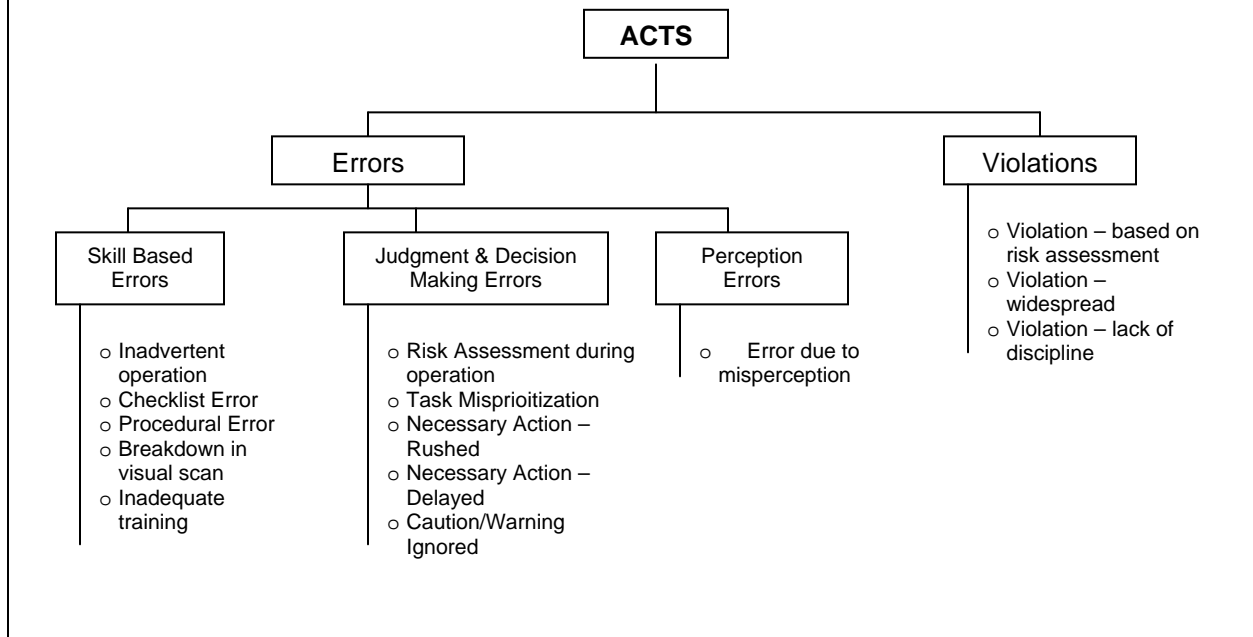 ACTS
Errors
Violations
Skill Based
Errors
Judgment & Decision
Making Errors
Perception
Errors
o Violation – based on
risk assessment
o Violation –
widespread
o Violation – lack of
discipline
o Inadvertent
operation
o Checklist Error
o Procedural Error
o Breakdown in
visual scan
o Inadequate
training
o Risk Assessment during
operation
o Task Misprioitization
o Necessary Action –
Rushed
o Necessary Action –
Delayed
o Caution/Warning
Ignored
o Error due to
misperception